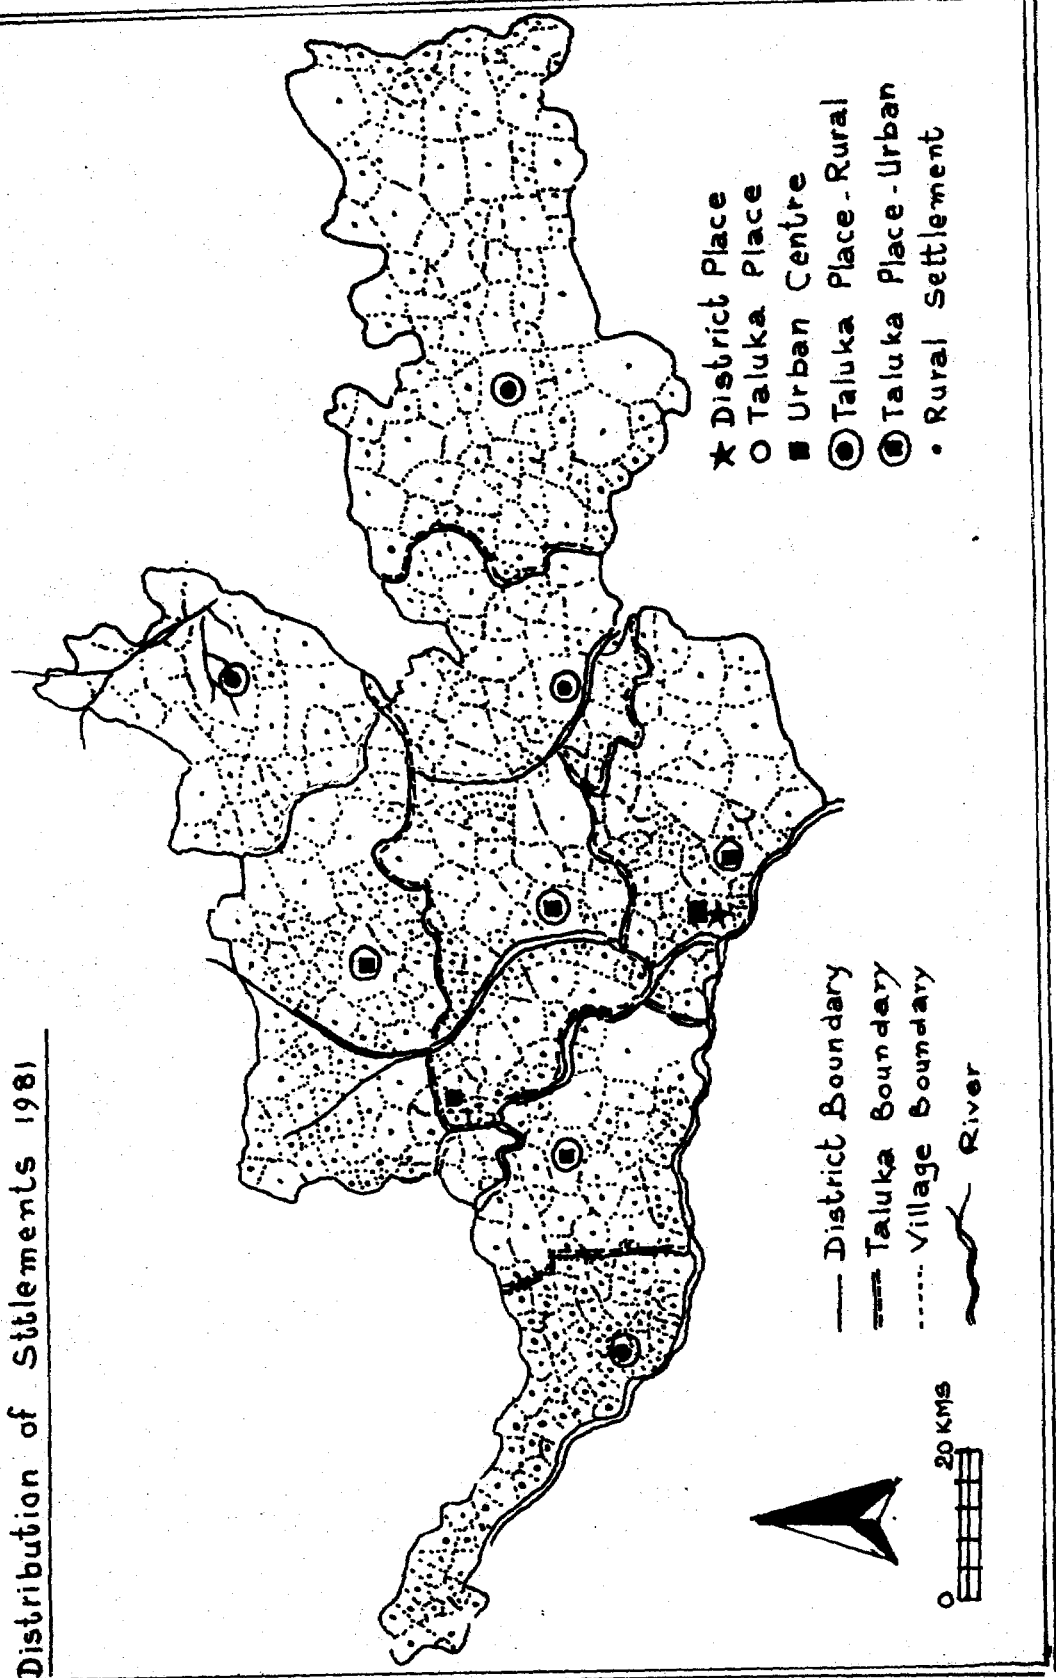 Distribution of Sttlements 1981
★ District Place
○ Taluka Place
■ Urban Centre
Taluka Place-Rural
Taluka Place-Urban
• Rural settlement
District Boundary
Taluka Boundary
Village Boundary
River
0 20 KMS